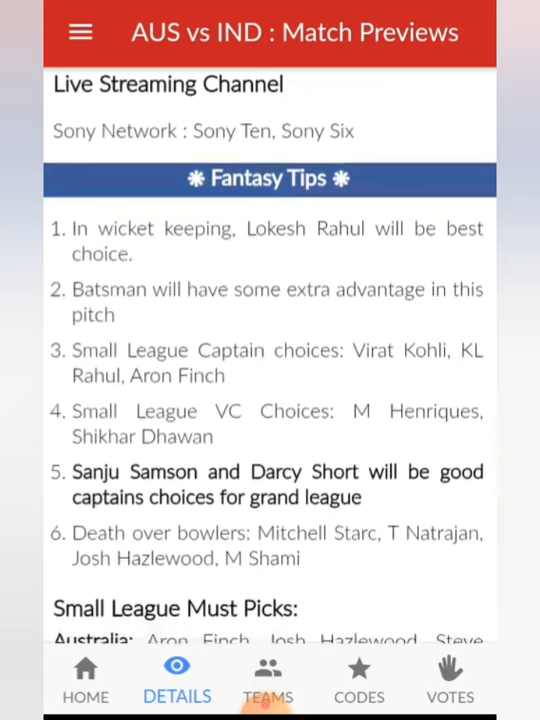 AUS vs IND : Match Previews
Live Streaming Channel
Sony Network : Sony Ten, Sony Six
❋ Fantasy Tips ❋
1. In wicket keeping, Lokesh Rahul will be best
choice.
2. Batsman will have some extra advantage in this
pitch
3. Small League Captain choices: Virat Kohli, KL
Rahul, Aron Finch
4. Small League VC Choices: M Henriques,
Shikhar Dhawan
5. Sanju Samson and Darcy Short will be good
captains choices for grand league
6. Death over bowlers: Mitchell Starc, T Natrajan,
Josh Hazlewood, M Shami
Small League Must Picks:
Australia: Aron Finch, Josh Hazlewood, Steve
HOME DETAILS TEAMS CODES VOTES